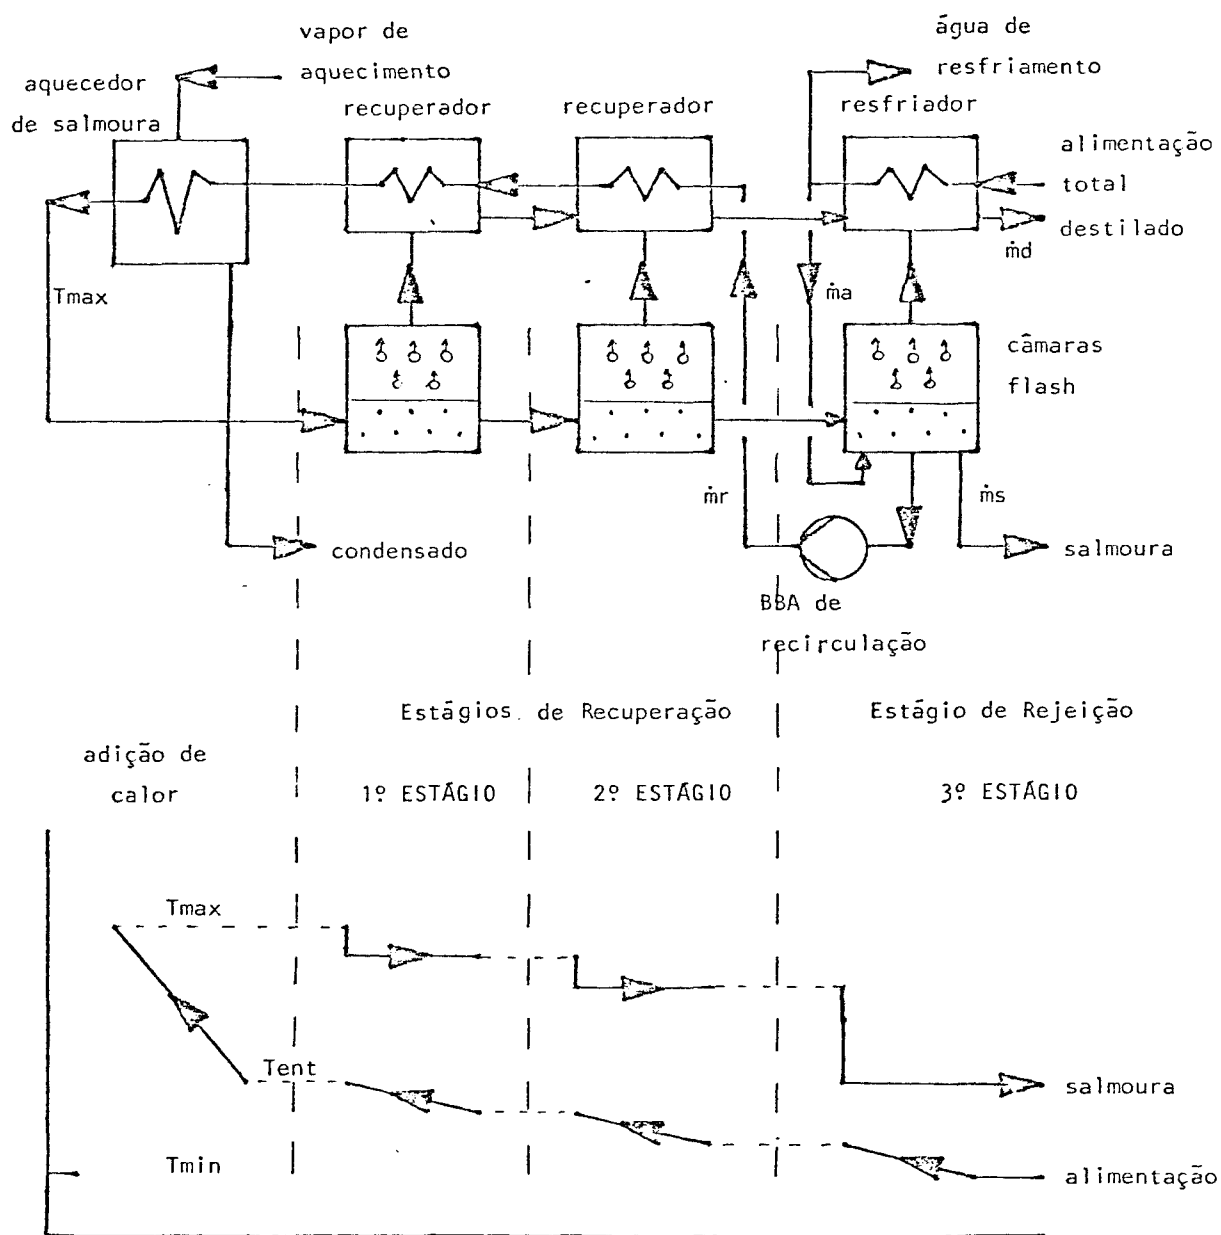 vapor de
aquecimento
água de
resfriamento
aquecedor
de salmoura
recuperador
recuperador
resfriador
alimentação
total
destilado
ṁd
Tmax
ṁa
câmaras
flash
ṁr
ṁs
condensado
salmoura
BBA de
recirculação
Estágios de Recuperação
Estágio de Rejeição
adição de
calor
1º ESTÁGIO
2º ESTÁGIO
3º ESTÁGIO
Tmax
Tent
salmoura
Tmin
alimentação